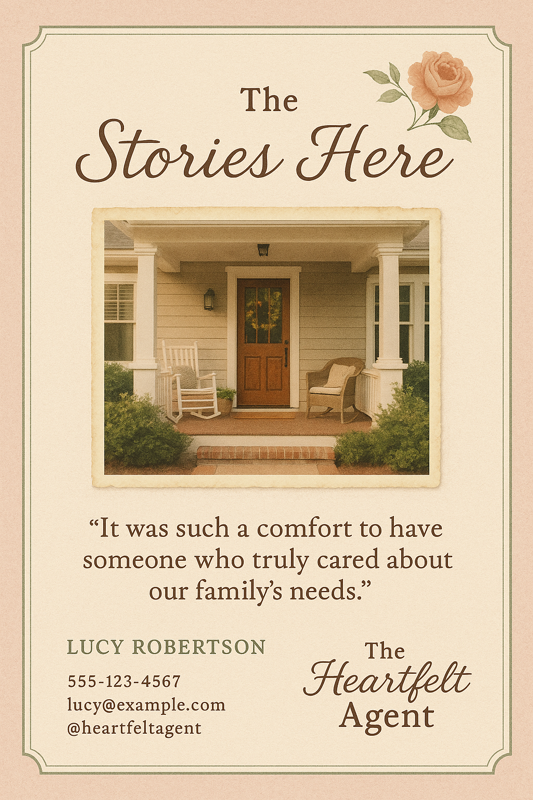 The
Stories Here
“It was such a comfort to have
someone who truly cared about
our family’s needs.”
LUCY ROBERTSON
555-123-4567
lucy@example.com
@heartfeltagent
The
Heartfelt
Agent